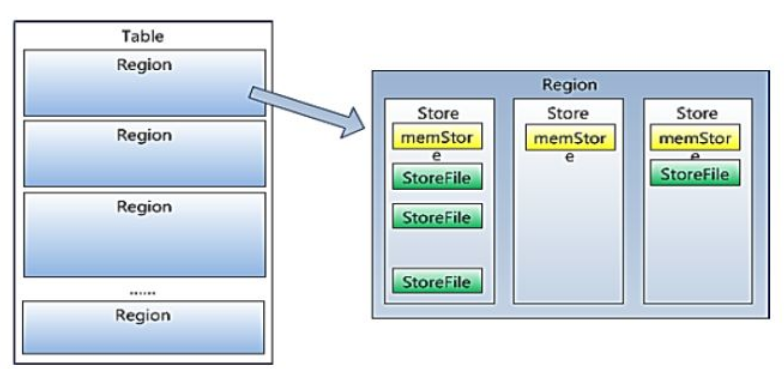 Table
Region
Region
Region
......
Region
Region
Store
memStor
e
StoreFile
StoreFile
StoreFile
Store
memStor
e
Store
memStor
e
StoreFile